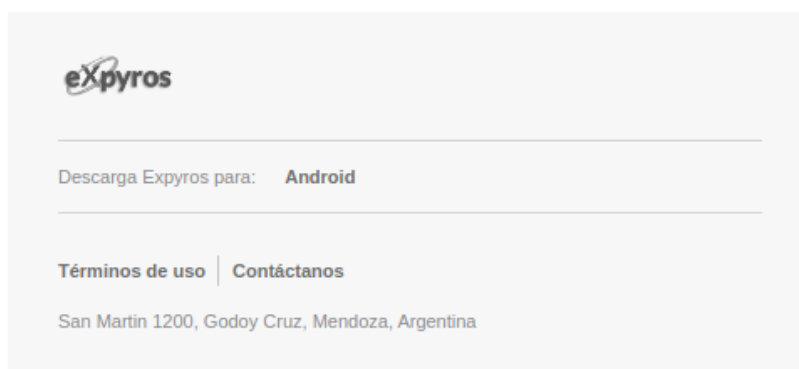 eXpyros
Descarga Expyros para: Android
Términos de uso Contáctanos
San Martin 1200, Godoy Cruz, Mendoza, Argentina